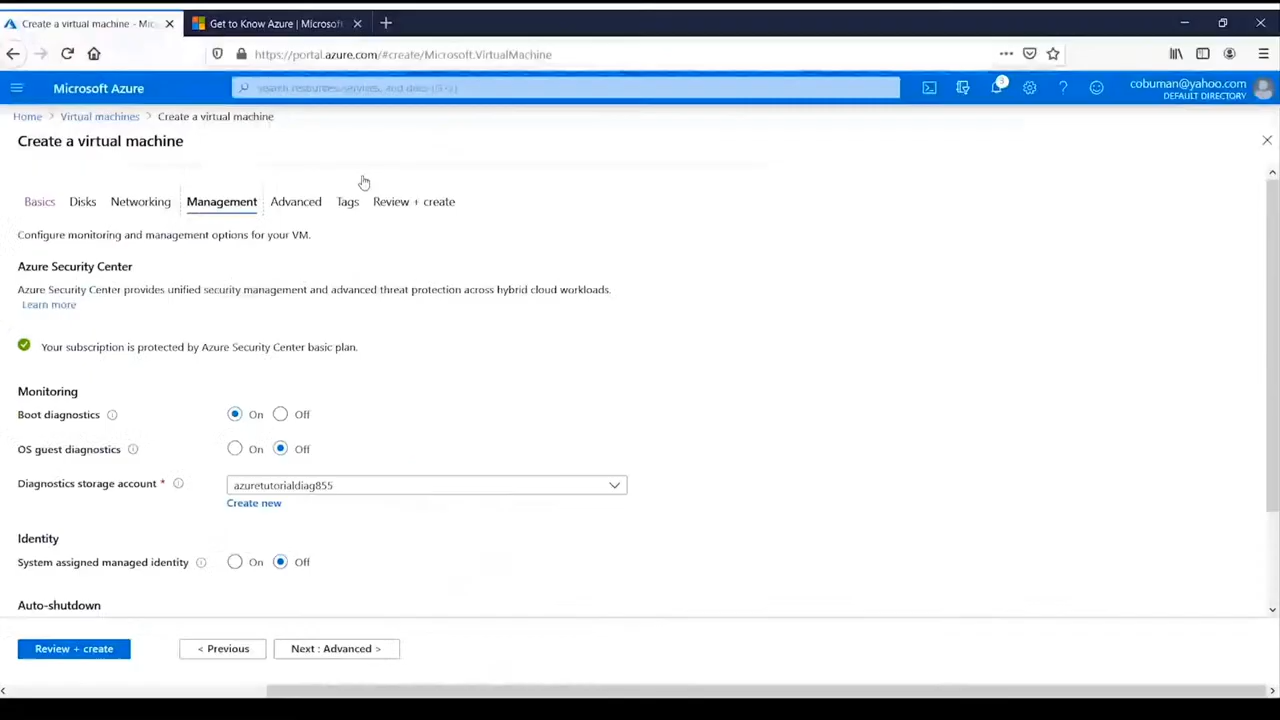 Create a virtual machine - Mic
Get to Know Azure | Microsoft
https://portal.azure.com/#create/Microsoft.VirtualMachine
Microsoft Azure
Search resources, services, and docs (G+/)
cobuman@yahoo.com
DEFAULT DIRECTORY
Home > Virtual machines > Create a virtual machine
Create a virtual machine
Basics Disks Networking Management Advanced Tags Review + create
Configure monitoring and management options for your VM.
Azure Security Center
Azure Security Center provides unified security management and advanced threat protection across hybrid cloud workloads.
Learn more
Your subscription is protected by Azure Security Center basic plan.
Monitoring
Boot diagnostics On Off
OS guest diagnostics On Off
Diagnostics storage account * azuretutorialdiag855
Create new
Identity
System assigned managed identity On Off
Auto-shutdown
Review + create < Previous Next : Advanced >